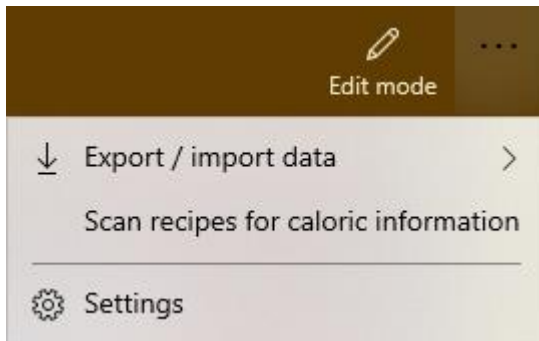 Edit mode
Export / import data
Scan recipes for caloric information
Settings